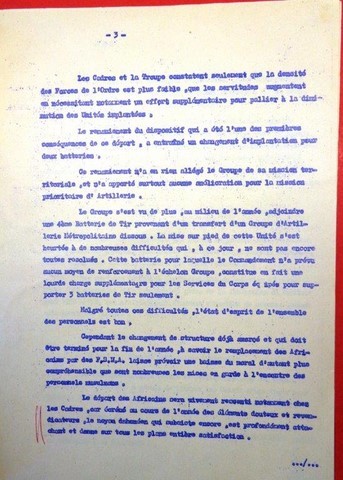 - 3 -
Les Cadres et la Troupe constatent seulement que la densité
des Forces de l'Ordre est plus faible, que les servitudes augmentent
en nécessitant notamment un effort supplémentaire pour pallier à la dimi-
nution des Unités implantées .
Le remaniement du dispositif qui a été l'une des premières
conséquences de ce départ, a entraîné un changement d'implantation pour
deux batteries .
Ce remaniement n'a en rien allégé le Groupe de sa mission ter-
ritoriale, et n'a apporté surtout aucune amélioration pour la mission
prioritaire d'Artillerie .
Le Groupe s'est vu de plus, au milieu de l'année, adjoindre
une 4ème Batterie de Tir provenant d'un transfert d'un Groupe d'Artil-
lerie Métropolitains dissous . La mise sur pied de cette Unité s'est
heurtée à de nombreuses difficultés qui , à ce jour , ne sont pas encore
toutes résolues . Cette batterie pour laquelle le Commandement n'a prévu
aucun moyen de renforcement à l'échelon Groupe, constitue en fait une
lourde charge supplémentaire pour les Services du Corps équipés pour sup-
porter 3 batteries de Tir seulement .
Malgré toutes ces difficultés , l'état d'esprit de l'ensemble
des personnels est bon .
Cependant le changement de structure déjà amorcé et qui doit
être terminé pour la fin de l'année , à savoir le remplacement des Afri-
cains par des F.S.N.A. laisse prévoir une baisse du moral d'autant plus
compréhensible que sont nombreuses les mises en garde à l'encontre des
personnels musulmans .
Le départ des Africains sera vivement ressenti notamment chez
les Cadres , car écrémé au cours de l'année des éléments douteux et reven-
dicateurs , le noyau dahoméen qui subsiste encore , est profondément atta-
chant et donne sur tous les plans entière satisfaction .
.../...